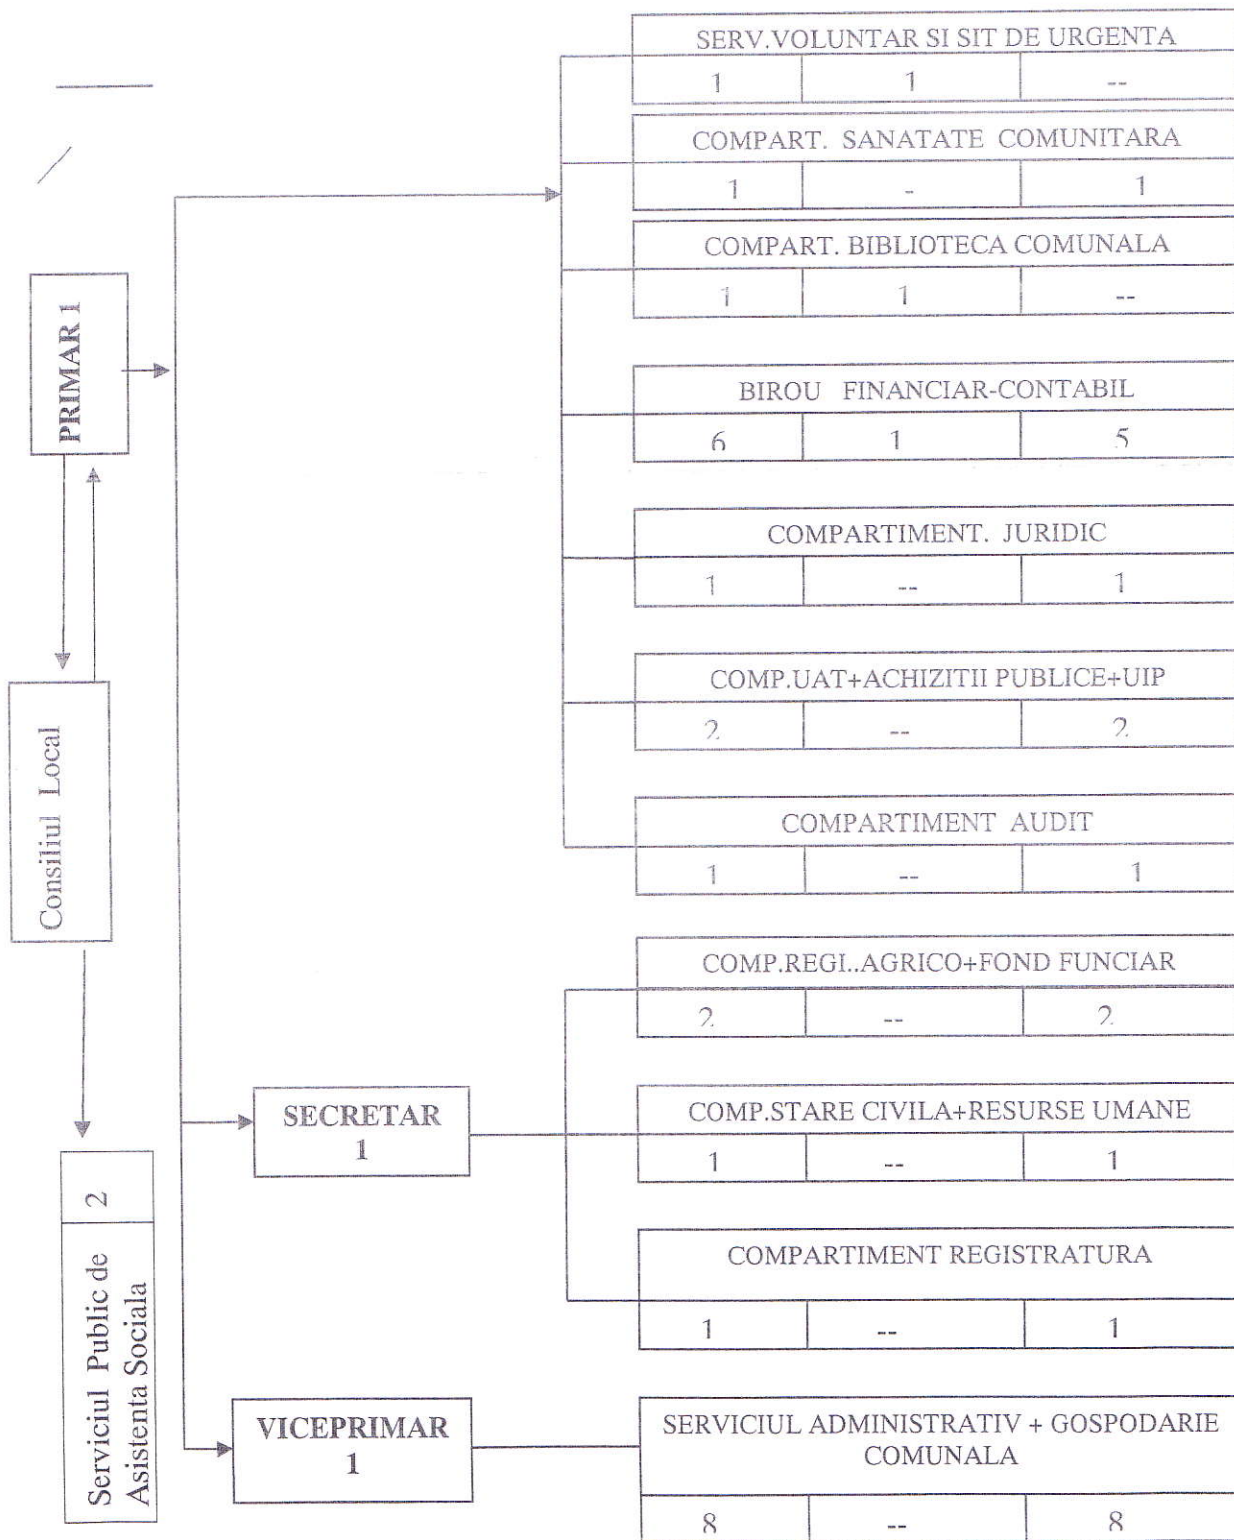 SERV.VOLUNTAR SI SIT DE URGENTA
1 1 --
COMPART. SANATATE COMUNITARA
1 - 1
COMPART. BIBLIOTECA COMUNALA
1 1 --
BIROU FINANCIAR-CONTABIL
6 1 5
COMPARTIMENT. JURIDIC
1 -- 1
COMP.UAT+ACHIZITII PUBLICE+UIP
2 -- 2
COMPARTIMENT AUDIT
1 -- 1
COMP.REGI..AGRICO+FOND FUNCIAR
2 -- 2
COMP.STARE CIVILA+RESURSE UMANE
1 -- 1
COMPARTIMENT REGISTRATURA
1 -- 1
SERVICIUL ADMINISTRATIV + GOSPODARIE
COMUNALA
8 -- 8
PRIMAR 1
Consiliul Local
Serviciul Public de
Asistenta Sociala
2
SECRETAR
1
VICEPRIMAR
1